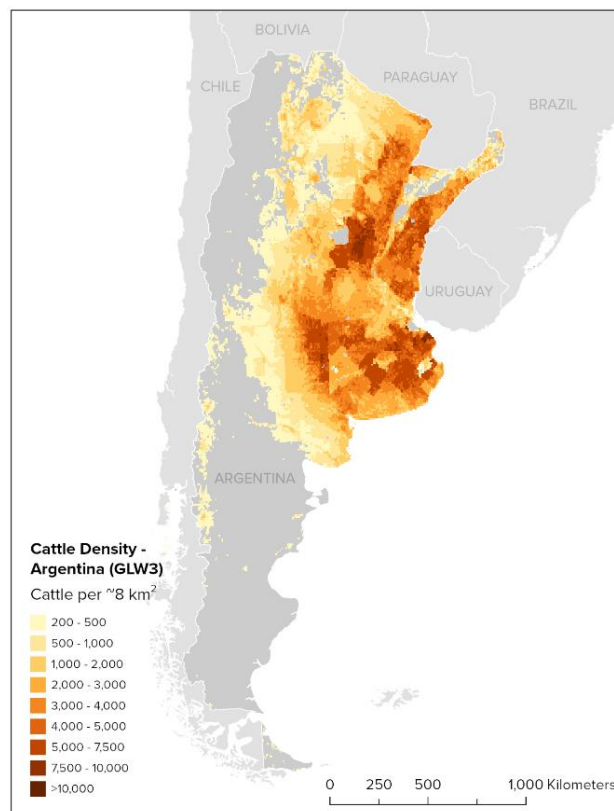 BOLIVIA
PARAGUAY
CHILE
BRAZIL
URUGUAY
ARGENTINA
Cattle Density -
Argentina (GLW3)
Cattle per ~8 km²
200 - 500
500 - 1,000
1,000 - 2,000
2,000 - 3,000
3,000 - 4,000
4,000 - 5,000
5,000 - 7,500
7,500 - 10,000
>10,000
0 250 500 1,000 Kilometers